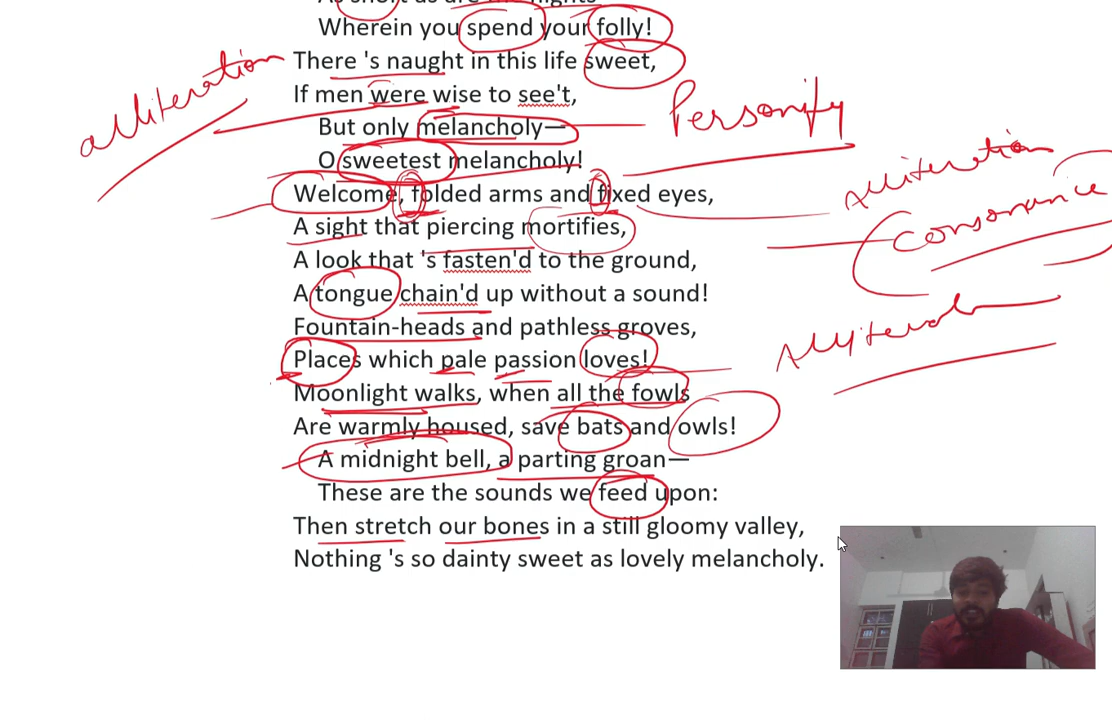 Wherein you spend your folly!
There 's naught in this life sweet,
If men were wise to see't,
But only melancholy—
O sweetest melancholy!
Welcome, folded arms and fixed eyes,
A sight that piercing mortifies,
A look that 's fasten'd to the ground,
A tongue chain'd up without a sound!
Fountain-heads and pathless groves,
Places which pale passion loves!
Moonlight walks, when all the fowls
Are warmly housed, save bats and owls!
A midnight bell, a parting groan—
These are the sounds we feed upon:
Then stretch our bones in a still gloomy valley,
Nothing 's so dainty sweet as lovely melancholy.
alliteration
Personify
Alliteration
Consonance